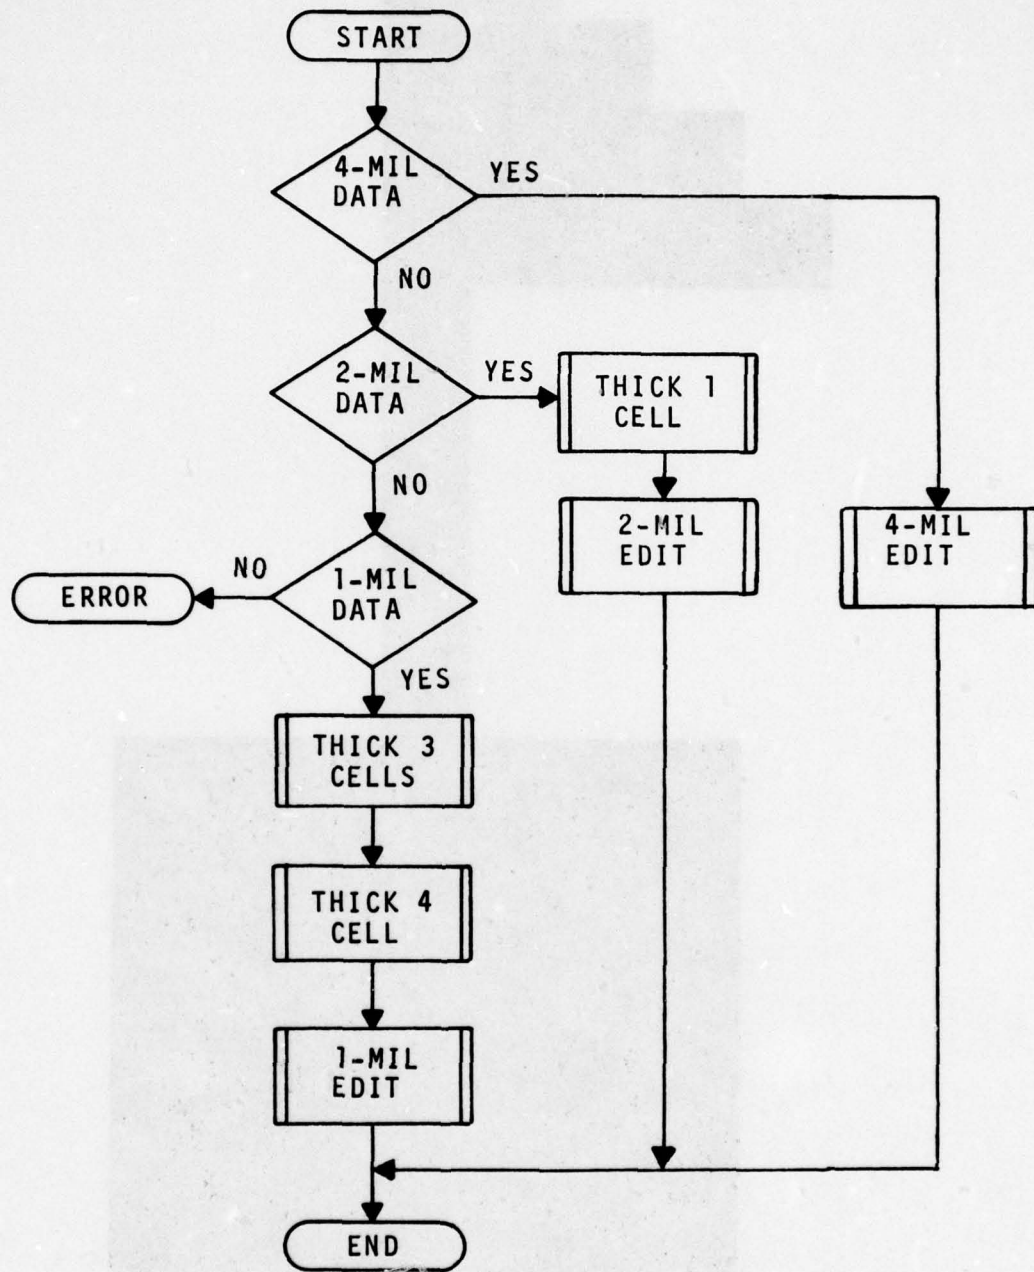 START
4-MIL
DATA
YES
NO
2-MIL
DATA
YES
THICK 1
CELL
NO
2-MIL
EDIT
4-MIL
EDIT
1-MIL
DATA
NO
ERROR
YES
THICK 3
CELLS
THICK 4
CELL
1-MIL
EDIT
END